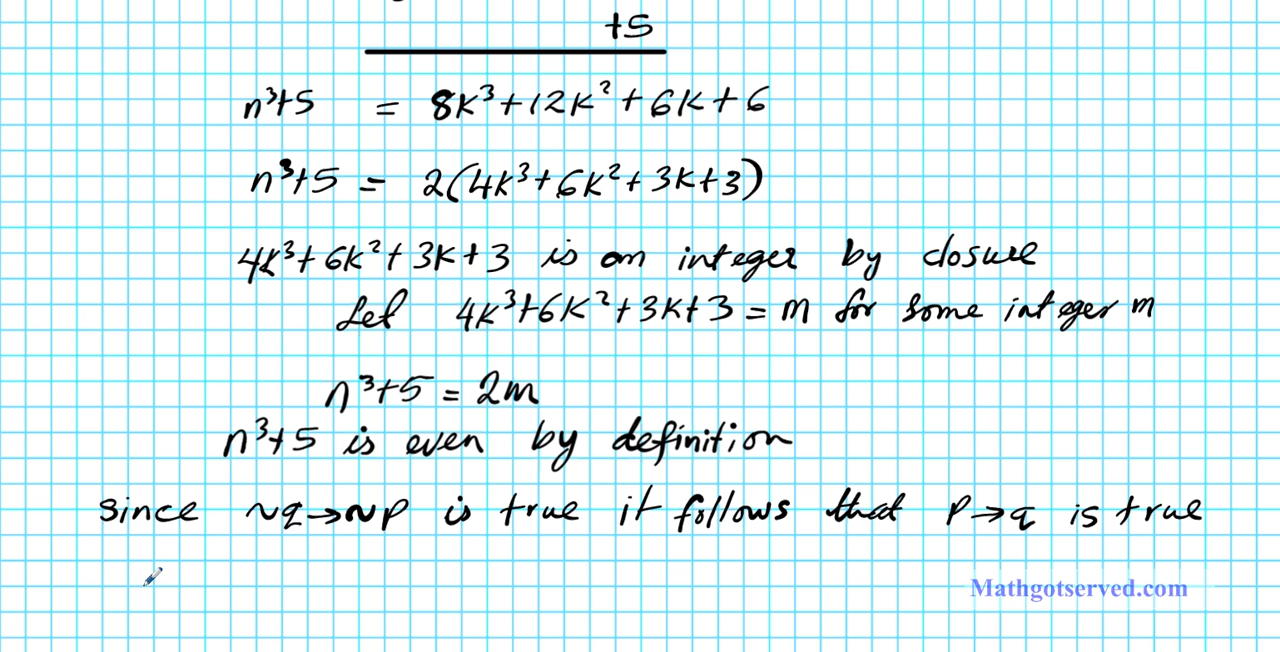 +5
n³+5 = 8k³+12k²+6k+6
n³+5 = 2(4k³+6k²+3k+3)
4k³+6k²+3k+3 is an integer by closure
Let 4k³+6k²+3k+3 = m for some integer m
n³+5 = 2m
n³+5 is even by definition
since ~q→~p is true it follows that p→q is true
Mathgotserved.com